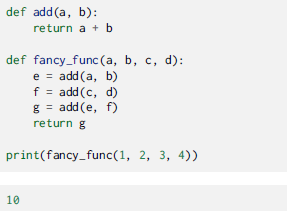 def add(a, b):
    return a + b

def fancy_func(a, b, c, d):
    e = add(a, b)
    f = add(c, d)
    g = add(e, f)
    return g

print(fancy_func(1, 2, 3, 4))

10